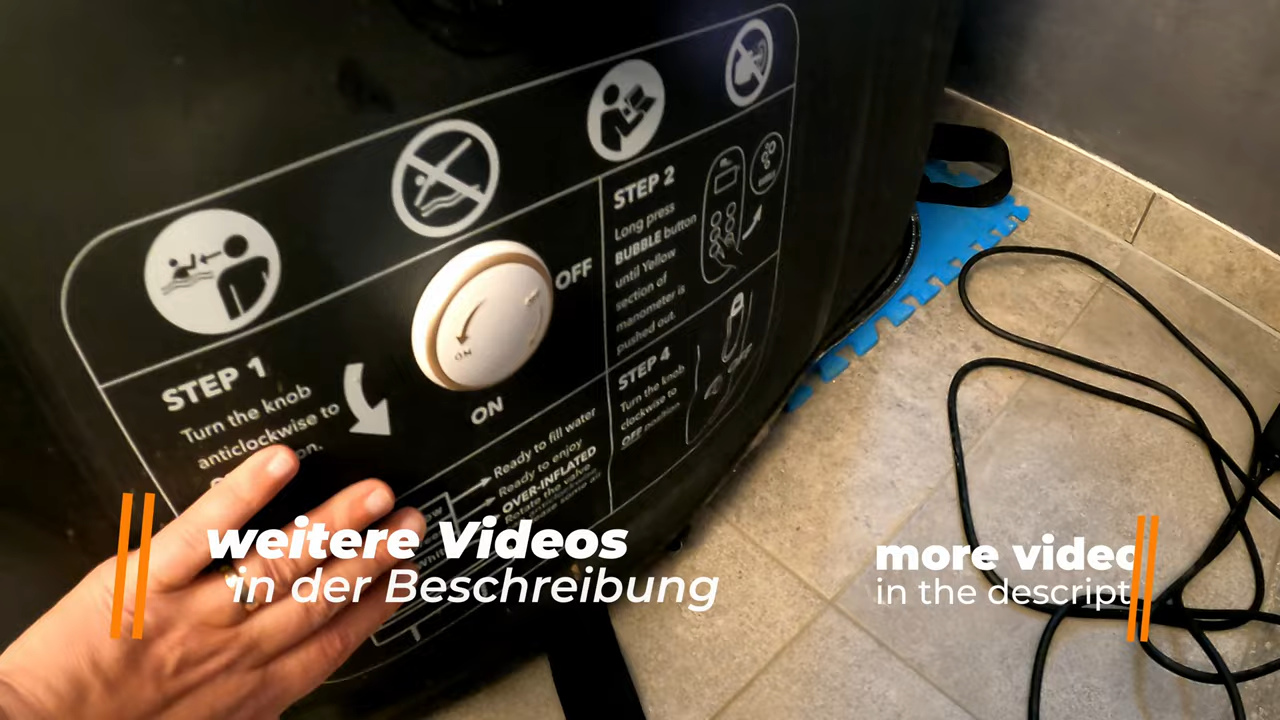 STEP 1
Turn the knob
anticlockwise to
OFF
ON
ON
STEP 2
Long press
BUBBLE button
until Yellow
section of
manometer is
pushed out.
STEP 4
Turn the knob
clockwise to
OFF position
OFF
Ready to fill water
Ready to enjoy
OVER-INFLATED
Rotate the valve
weitere Videos
in der Beschreibung
more videc
in the descript